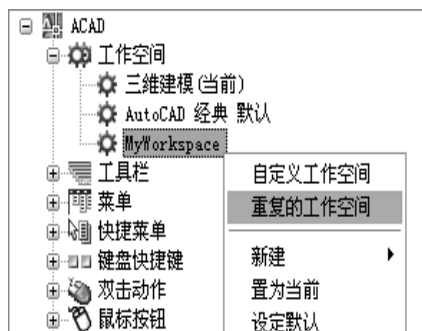 ACAD
工作空间
三维建模(当前)
AutoCAD 经典 默认
MyWorkspace
工具栏
菜单
快捷菜单
键盘快捷键
双击动作
鼠标按钮
自定义工作空间
重复的工作空间
新建
置为当前
设定默认